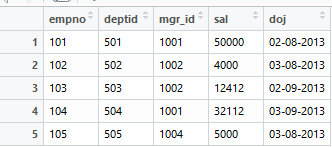 empno deptid mgr_id sal doj
1 101 501 1001 50000 02-08-2013
2 102 502 1002 4000 03-08-2013
3 103 503 1002 12412 02-09-2013
4 104 504 1001 32112 03-09-2013
5 105 505 1004 5000 03-08-2013